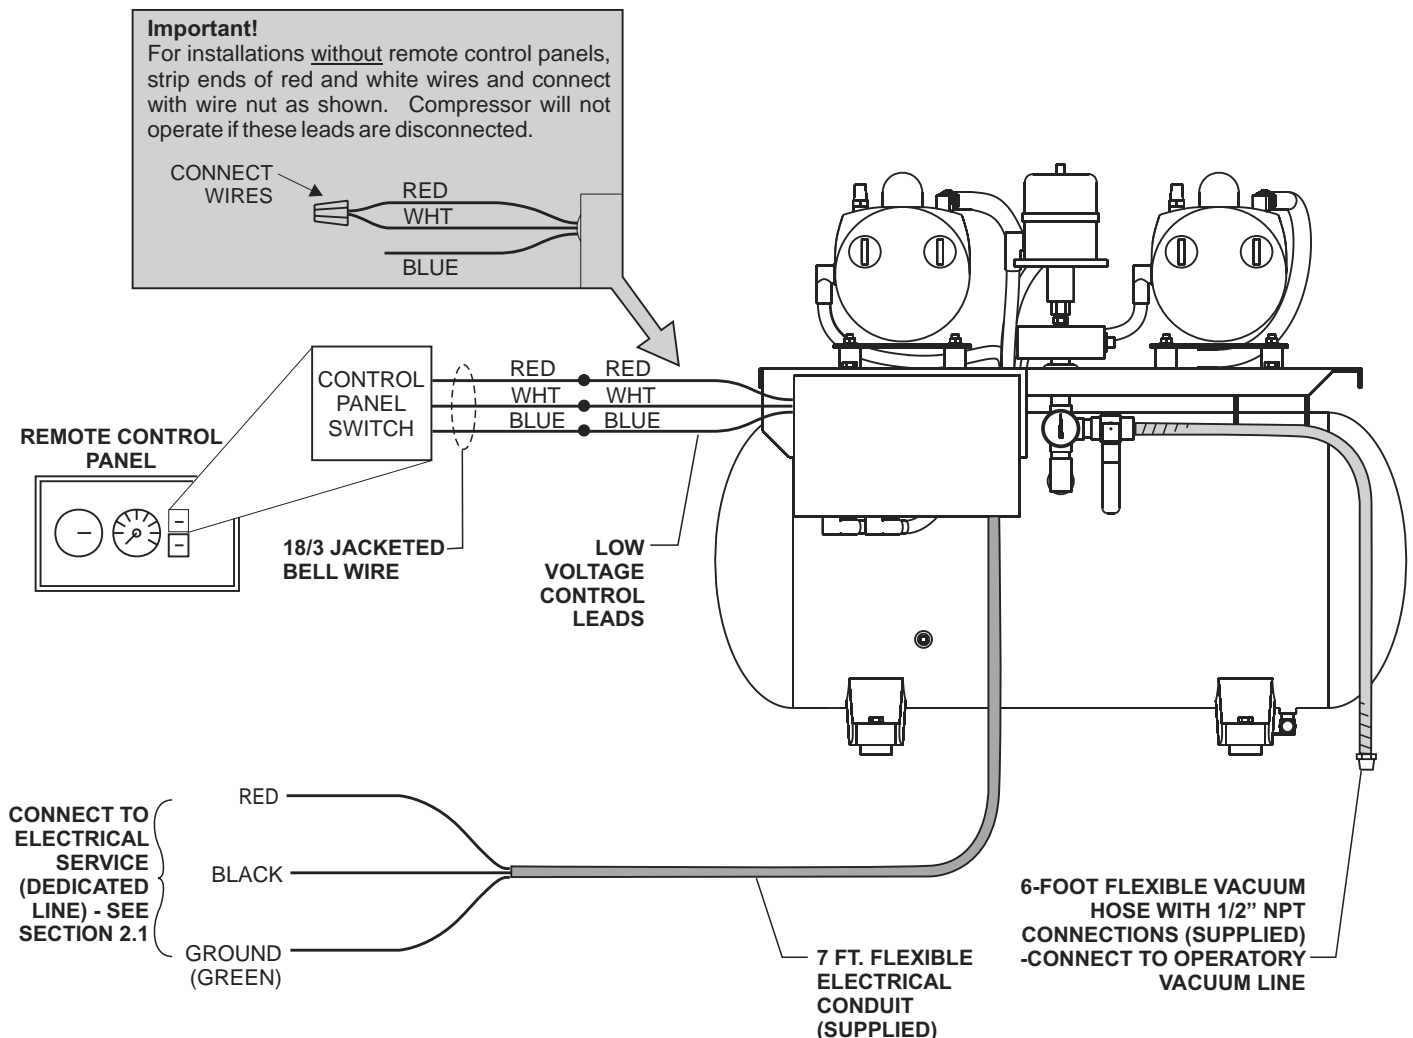 Important!
For installations without remote control panels,
strip ends of red and white wires and connect
with wire nut as shown. Compressor will not
operate if these leads are disconnected.
CONNECT
WIRES
RED
WHT
BLUE
CONTROL
PANEL
SWITCH
RED
RED
WHT
WHT
BLUE
BLUE
REMOTE CONTROL
PANEL
18/3 JACKETED
BELL WIRE
LOW
VOLTAGE
CONTROL
LEADS
CONNECT TO
ELECTRICAL
SERVICE
(DEDICATED
LINE) - SEE
SECTION 2.1
RED
BLACK
GROUND
(GREEN)
7 FT. FLEXIBLE
ELECTRICAL
CONDUIT
(SUPPLIED)
6-FOOT FLEXIBLE VACUUM
HOSE WITH 1/2” NPT
CONNECTIONS (SUPPLIED)
-CONNECT TO OPERATORY
VACUUM LINE